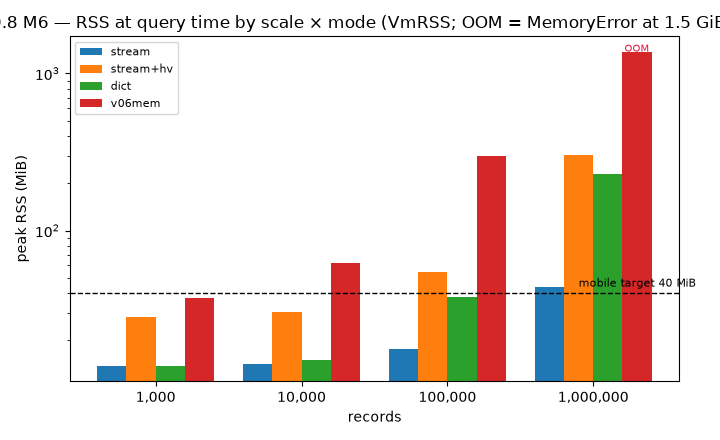 .8 M6 — RSS at query time by scale × mode (VmRSS; OOM = MemoryError at 1.5 GiB
OOM
stream
stream+hv
dict
v06mem
10³
10²
peak RSS (MiB)
mobile target 40 MiB
1,000
10,000
100,000
1,000,000
records